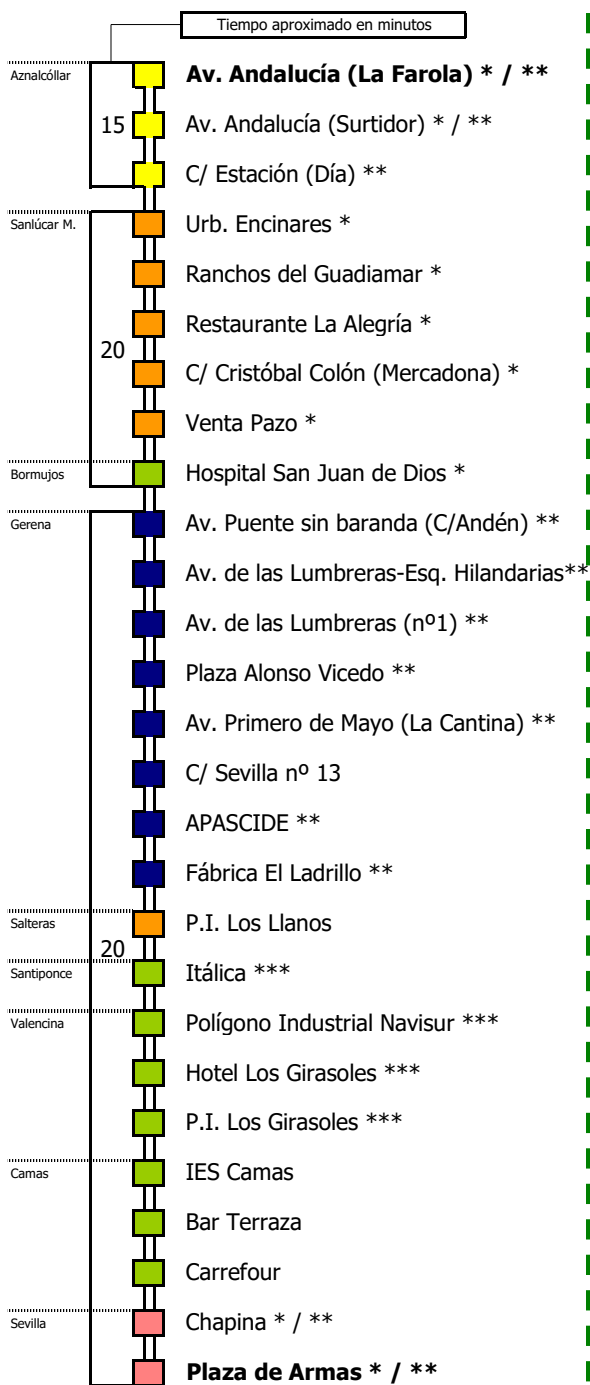 Tiempo aproximado en minutos
Aznalcóllar
Av. Andalucía (La Farola) * / **
15
Av. Andalucía (Surtidor) * / **
C/ Estación (Día) **
Sanlúcar M.
Urb. Encinares *
Ranchos del Guadiamar *
Restaurante La Alegría *
20
C/ Cristóbal Colón (Mercadona) *
Venta Pazo *
Bormujos
Hospital San Juan de Dios *
Gerena
Av. Puente sin baranda (C/Andén) **
Av. de las Lumbreras-Esq. Hilandarias**
Av. de las Lumbreras (nº1) **
Plaza Alonso Vicedo **
Av. Primero de Mayo (La Cantina) **
C/ Sevilla nº 13
APASCIDE **
Fábrica El Ladrillo **
Salteras
P.I. Los Llanos
20
Santiponce
Itálica ***
Valencina
Polígono Industrial Navisur ***
Hotel Los Girasoles ***
P.I. Los Girasoles ***
Camas
IES Camas
Bar Terraza
Carrefour
Sevilla
Chapina * / **
Plaza de Armas * / **